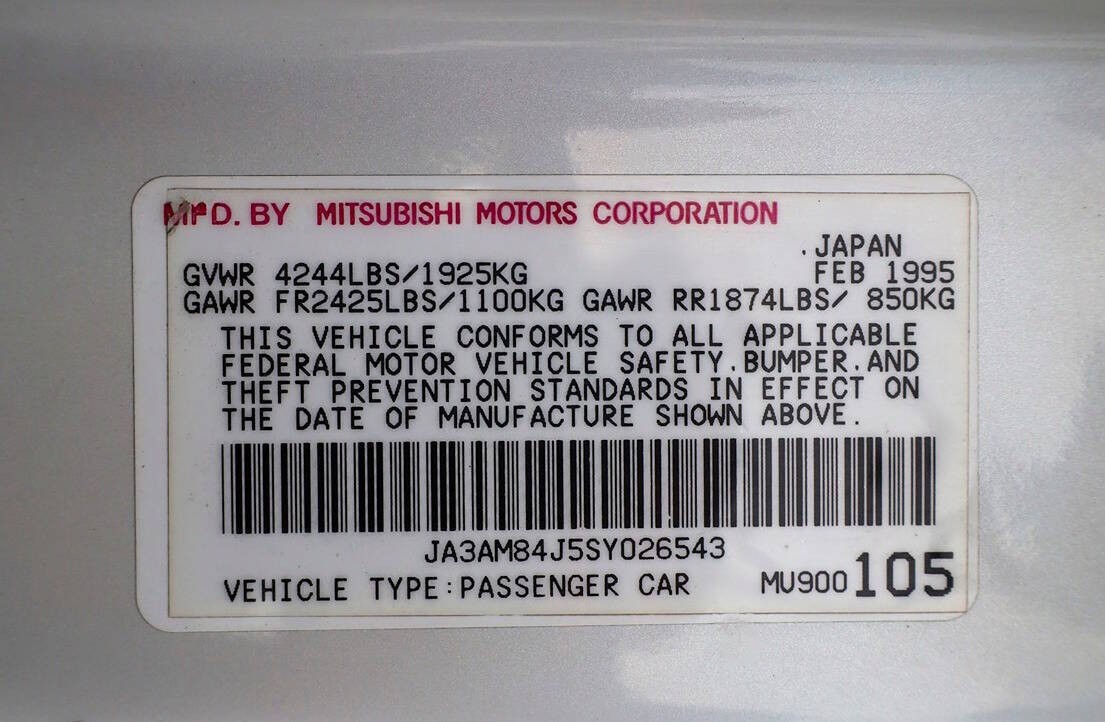 MFD. BY MITSUBISHI MOTORS CORPORATION
.JAPAN
GVWR 4244LBS/1925KG FEB 1995
GAWR FR2425LBS/1100KG GAWR RR1874LBS/ 850KG
THIS VEHICLE CONFORMS TO ALL APPLICABLE
FEDERAL MOTOR VEHICLE SAFETY.BUMPER.AND
THEFT PREVENTION STANDARDS IN EFFECT ON
THE DATE OF MANUFACTURE SHOWN ABOVE.
JA3AM84J5SY026543
VEHICLE TYPE:PASSENGER CAR MU900 105